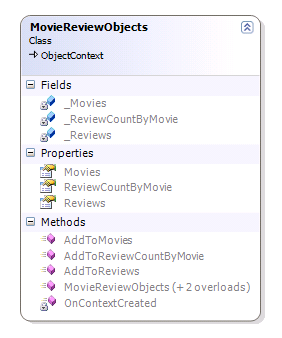 MovieReviewObjects
Class
ObjectContext
Fields
_Movies
_ReviewCountByMovie
_Reviews
Properties
Movies
ReviewCountByMovie
Reviews
Methods
AddToMovies
AddToReviewCountByMovie
AddToReviews
MovieReviewObjects (+ 2 overloads)
OnContextCreated